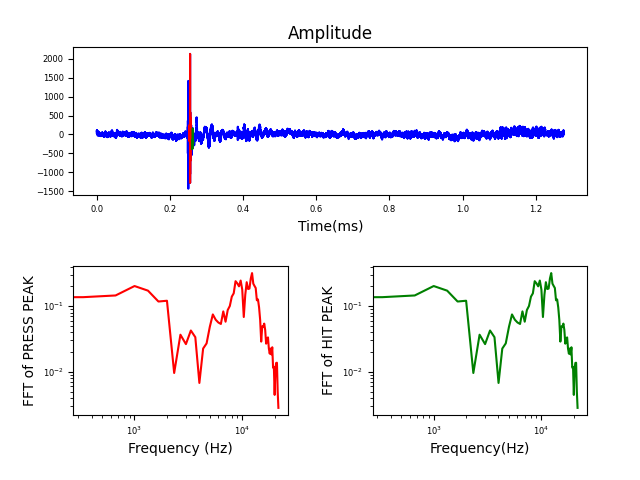 Amplitude
2000
1500
1000
500
0
−500
−1000
−1500
0.0 0.2 0.4 0.6 0.8 1.0 1.2
Time(ms)
FFT of PRESS PEAK
10⁻¹
10⁻²
10³ 10⁴
Frequency (Hz)
FFT of HIT PEAK
10⁻¹
10⁻²
10³ 10⁴
Frequency(Hz)